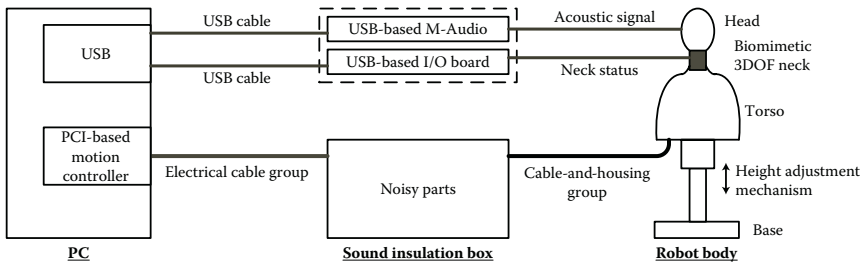 USB cable
USB-based M-Audio
Acoustic signal
Head
USB
USB cable
USB-based I/O board
Neck status
Biomimetic
3DOF neck
Torso
PCI-based
motion
controller
Electrical cable group
Noisy parts
Cable-and-housing
group
Height adjustment
mechanism
Base
PC
Sound insulation box
Robot body